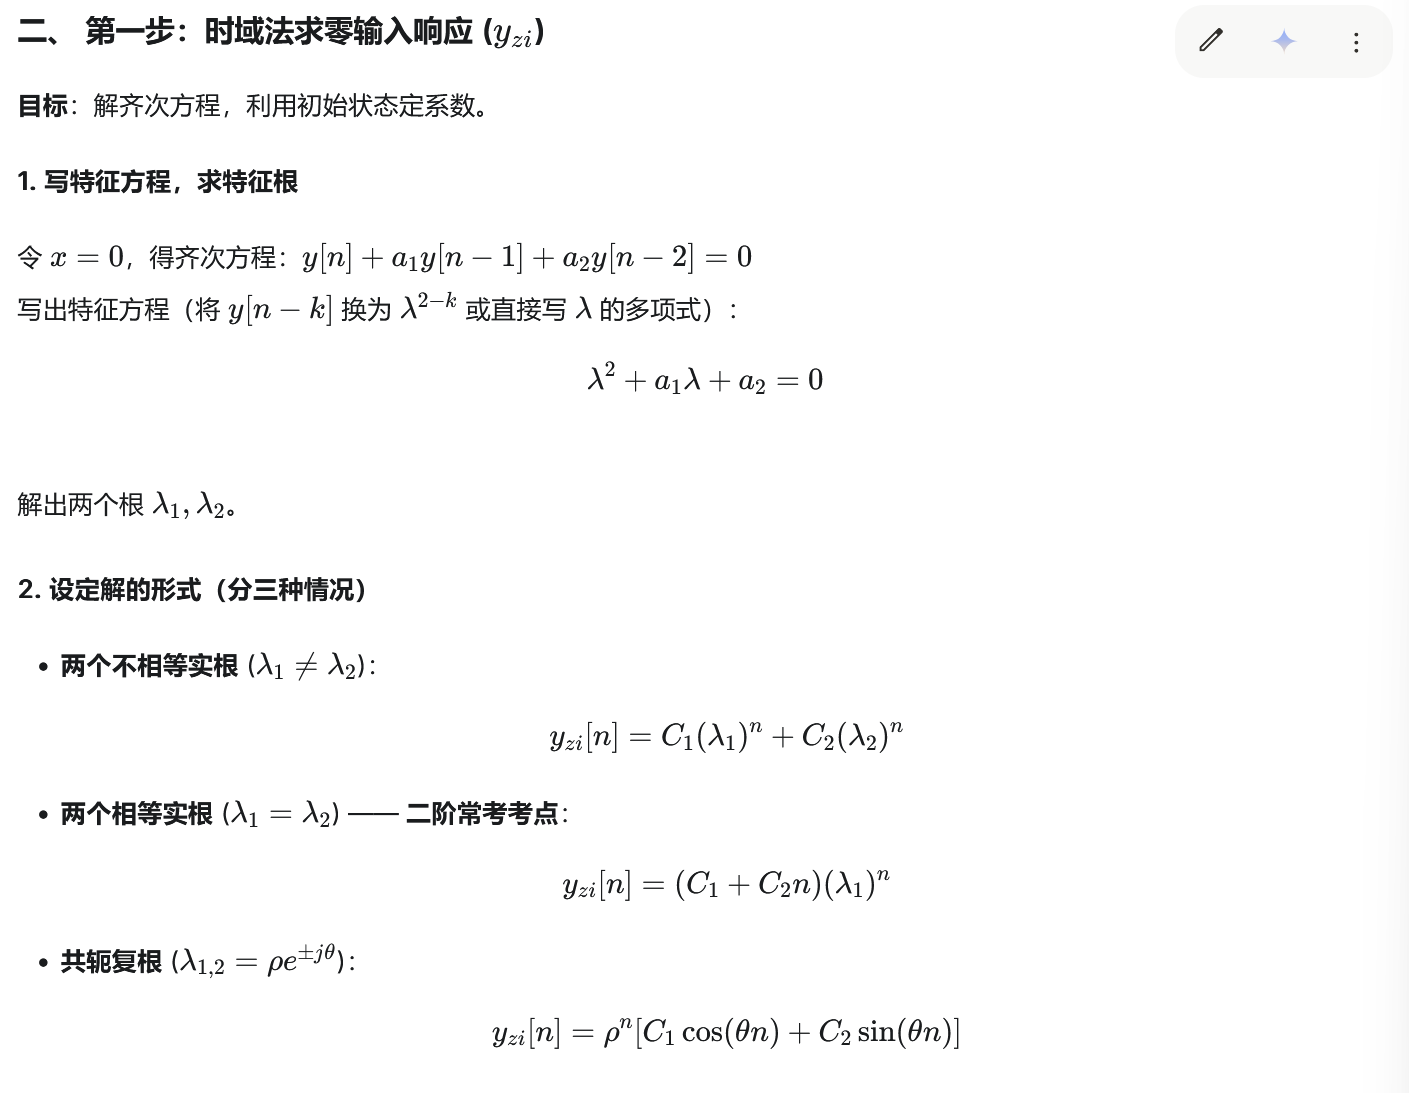 二、 第一步：时域法求零输入响应 ($y_{zi}$)
目标：解齐次方程，利用初始状态定系数。
1. 写特征方程，求特征根
令 $x = 0$，得齐次方程：$y[n] + a_1y[n-1] + a_2y[n-2] = 0$
写出特征方程（将 $y[n-k]$ 换为 $\lambda^{2-k}$ 或直接写 $\lambda$ 的多项式）：
$\lambda^2 + a_1\lambda + a_2 = 0$
解出两个根 $\lambda_1, \lambda_2$。
2. 设定解的形式（分三种情况）
• 两个不相等实根 ($\lambda_1 \neq \lambda_2$)：
$y_{zi}[n] = C_1(\lambda_1)^n + C_2(\lambda_2)^n$
• 两个相等实根 ($\lambda_1 = \lambda_2$) —— 二阶常考考点：
$y_{zi}[n] = (C_1 + C_2n)(\lambda_1)^n$
• 共轭复根 ($\lambda_{1,2} = \rho e^{\pm j\theta}$)：
$y_{zi}[n] = \rho^n[C_1\cos(\theta n) + C_2\sin(\theta n)]$